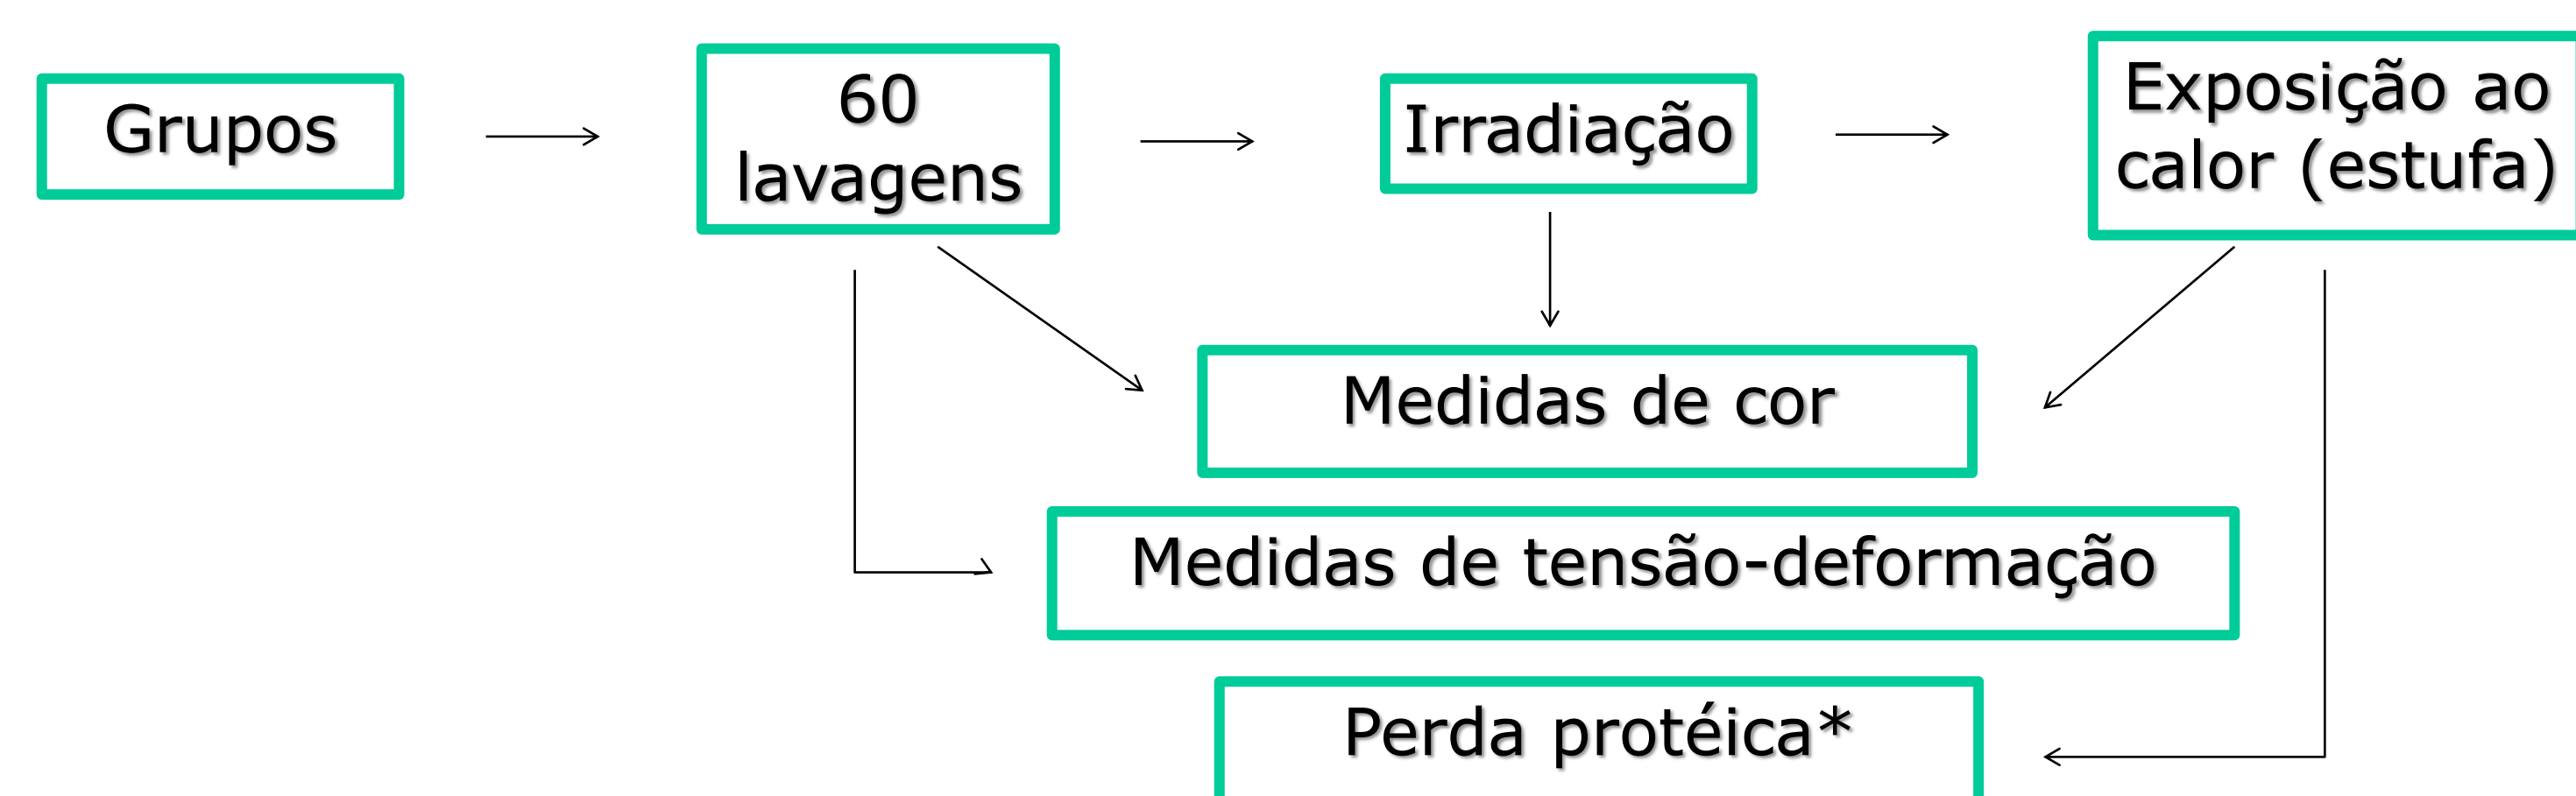 Grupos
60
lavagens
Irradiação
Exposição ao
calor (estufa)
Medidas de cor
Medidas de tensão-deformação
Perda protéica*